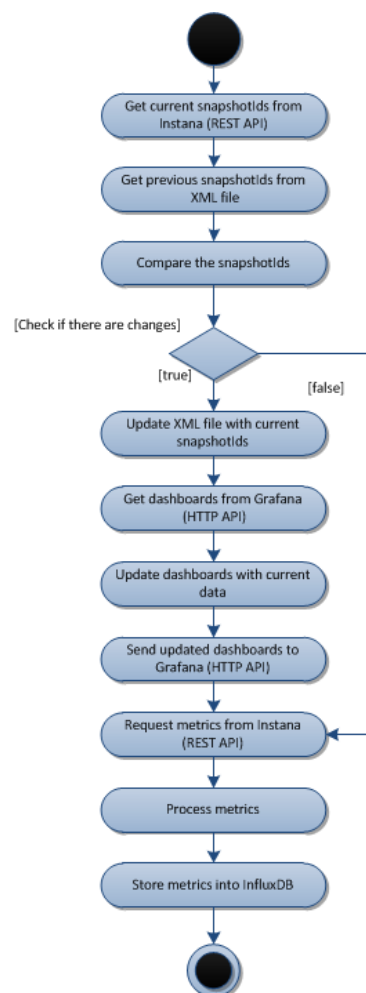 Get current snapshotIds from
Instana (REST API)
Get previous snapshotIds from
XML file
Compare the snapshotIds
[Check if there are changes]
[true]
[false]
Update XML file with current
snapshotIds
Get dashboards from Grafana
(HTTP API)
Update dashboards with current
data
Send updated dashboards to
Grafana (HTTP API)
Request metrics from Instana
(REST API)
Process metrics
Store metrics into InfluxDB